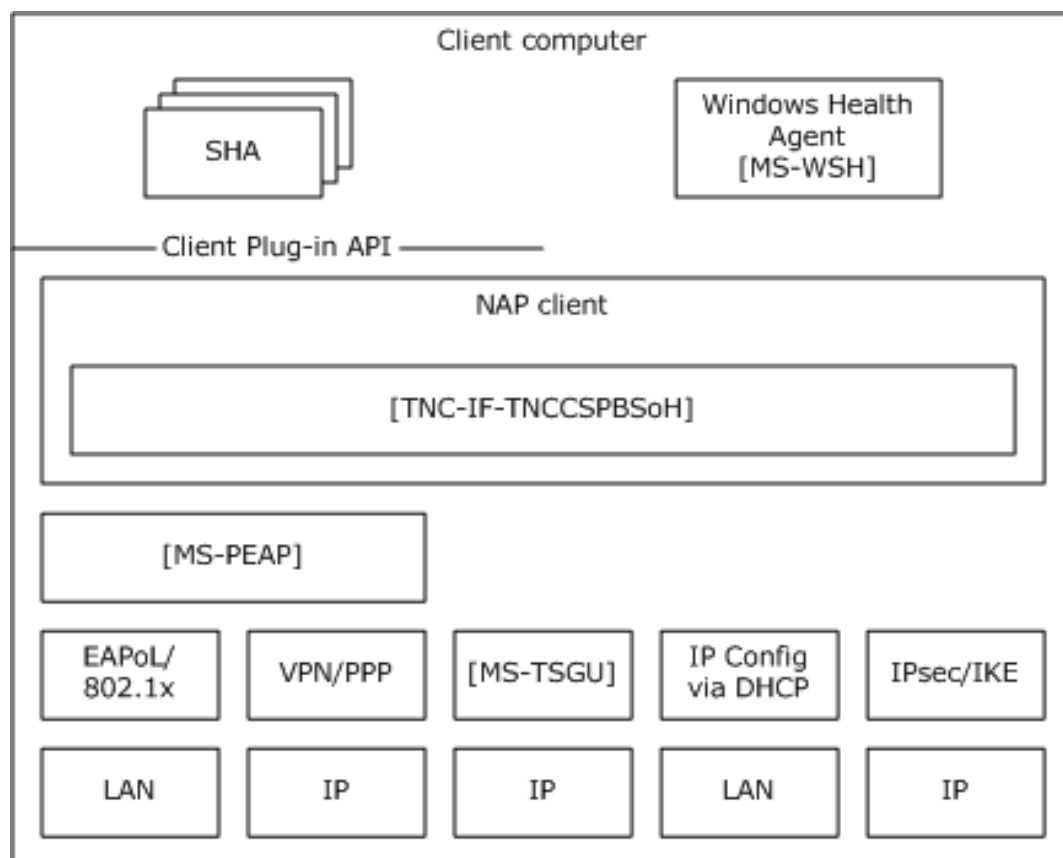 Client computer
SHA
Windows Health
Agent
[MS-WSH]
Client Plug-in API
NAP client
[TNC-IF-TNCCSPBSoH]
[MS-PEAP]
EAPoL/
802.1x
VPN/PPP
[MS-TSGU]
IP Config
via DHCP
IPsec/IKE
LAN
IP
IP
LAN
IP